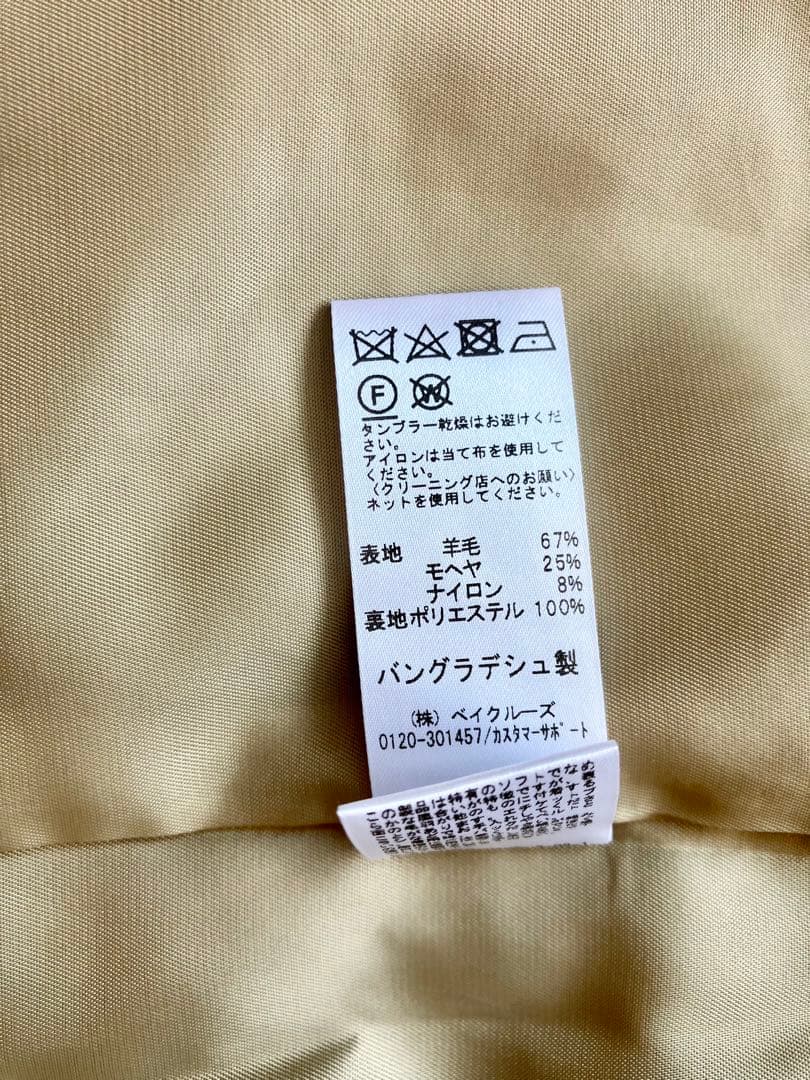 F W
タンブラー乾燥はお避けくだ
さい。
アイロンは当て布を使用して
ください。
〈クリーニング店へのお願い〉
ネットを使用してください。
表地 羊毛 67%
モヘヤ 25%
ナイロン 8%
裏地ポリエステル 100%
バングラデシュ製
(株) ベイクルーズ
0120-301457/カスタマーサポート